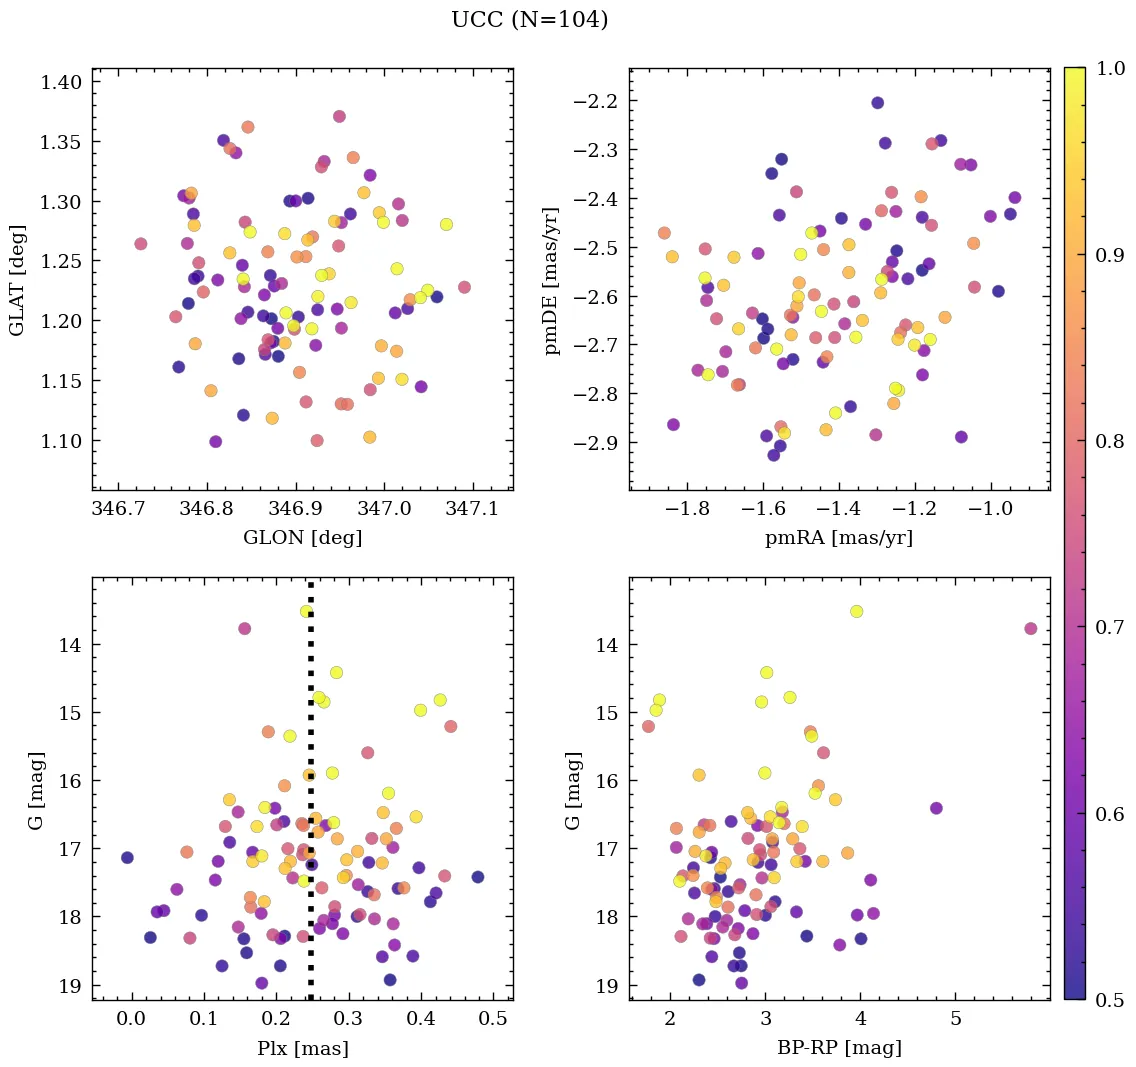 UCC (N=104)
1.40
1.35
1.30
1.25
1.20
1.15
1.10
GLAT [deg]
346.7 346.8 346.9 347.0 347.1
GLON [deg]
−2.2
−2.3
−2.4
−2.5
−2.6
−2.7
−2.8
−2.9
pmDE [mas/yr]
−1.8 −1.6 −1.4 −1.2 −1.0
pmRA [mas/yr]
1.0
0.9
0.8
0.7
0.6
0.5
14
15
16
17
18
19
G [mag]
0.0 0.1 0.2 0.3 0.4 0.5
Plx [mas]
14
15
16
17
18
19
G [mag]
2 3 4 5
BP-RP [mag]